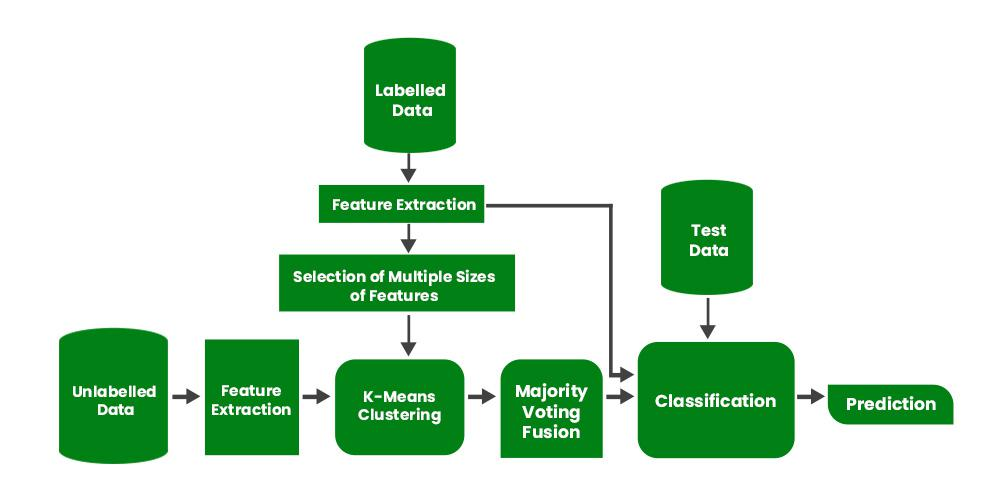 Labelled
Data
Feature Extraction
Test
Data
Selection of Multiple Sizes
of Features
Unlabelled
Data
Feature
Extraction
K-Means
Clustering
Majority
Voting
Fusion
Classification
Prediction